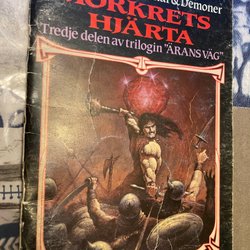 & Demoner
MÖRKRETS
HJÄRTA
Tredje delen av trilogin "ÄRANS VÄG"